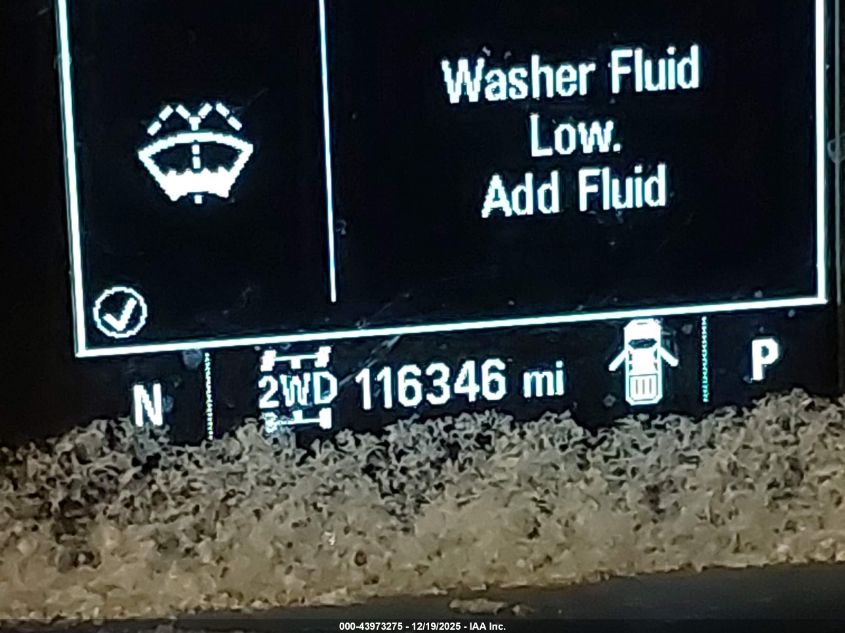 Washer Fluid
Low.
Add Fluid
N 2WD 116346 mi P
000-43973275 - 12/19/2025 - IAA Inc.